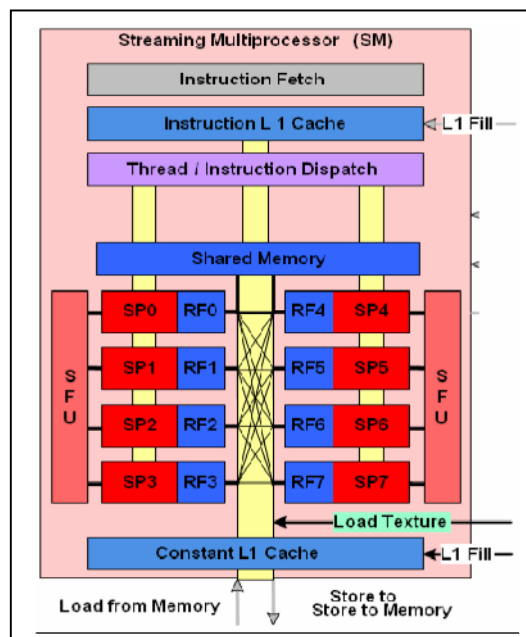 Streaming Multiprocessor (SM)
Instruction Fetch
Instruction L 1 Cache
L1 Fill
Thread / Instruction Dispatch
Shared Memory
SFU
SP0 RF0 RF4 SP4
SP1 RF1 RF5 SP5
SP2 RF2 RF6 SP6
SP3 RF3 RF7 SP7
SFU
Load Texture
Constant L1 Cache
L1 Fill
Load from Memory
Store to
Store to Memory